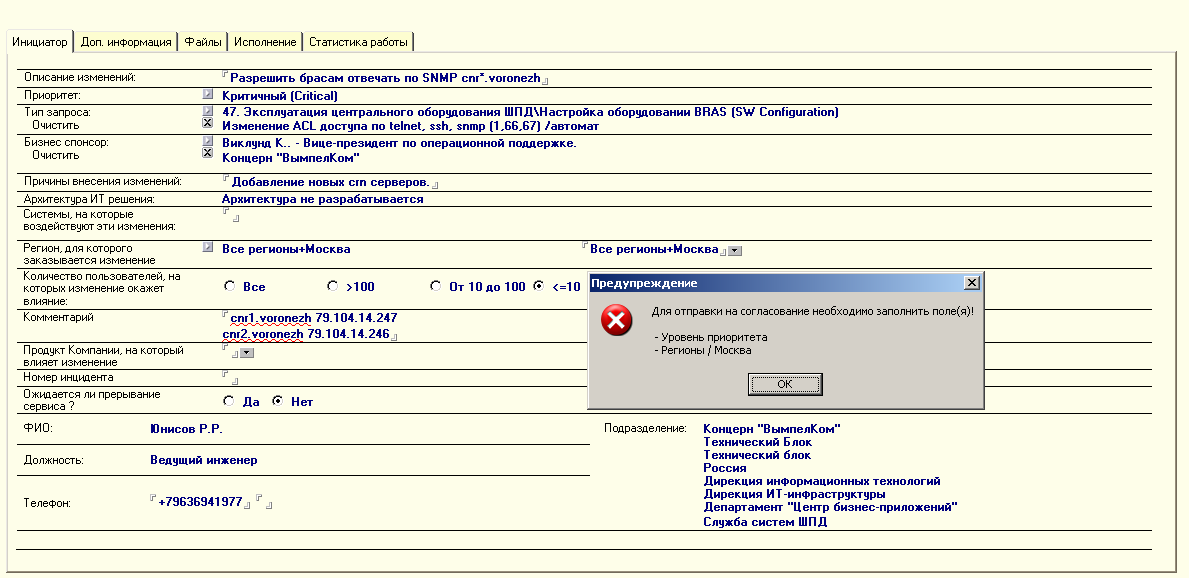 Инициатор Доп. информация Файлы Исполнение Статистика работы
Описание изменений: Разрешить брасам отвечать по SNMP cnr*.voronezh
Приоритет: Критичный (Critical)
Тип запроса: 47. Эксплуатация центрального оборудования ШПД\Настройка оборудовании BRAS (SW Configuration)
Очистить Изменение ACL доступа по telnet, ssh, snmp (1,66,67) /автомат
Бизнес спонсор: Виклунд К.. - Вице-президент по операционной поддержке.
Очистить Концерн "ВымпелКом"
Причины внесения изменений: Добавление новых crn серверов.
Архитектура ИТ решения: Архитектура не разрабатывается
Системы, на которые
воздействуют эти изменения:
Регион, для которого
заказывается изменение
Все регионы+Москва Все регионы+Москва
Количество пользователей, на
которых изменение окажет
влияние:
Все >100 От 10 до 100 <=10
Предупреждение
Для отправки на согласование необходимо заполнить поле(я)!
- Уровень приоритета
- Регионы / Москва
OK
Комментарий cnr1.voronezh 79.104.14.247
cnr2.voronezh 79.104.14.246
Продукт Компании, на который
влияет изменение
Номер инцидента
Ожидается ли прерывание
сервиса ?
Да Нет
ФИО: Юнисов Р.Р.
Должность: Ведущий инженер
Телефон: +79636941977
Подразделение: Концерн "ВымпелКом"
Технический Блок
Технический блок
Россия
Дирекция информационных технологий
Дирекция ИТ-инфраструктуры
Департамент "Центр бизнес-приложений"
Служба систем ШПД